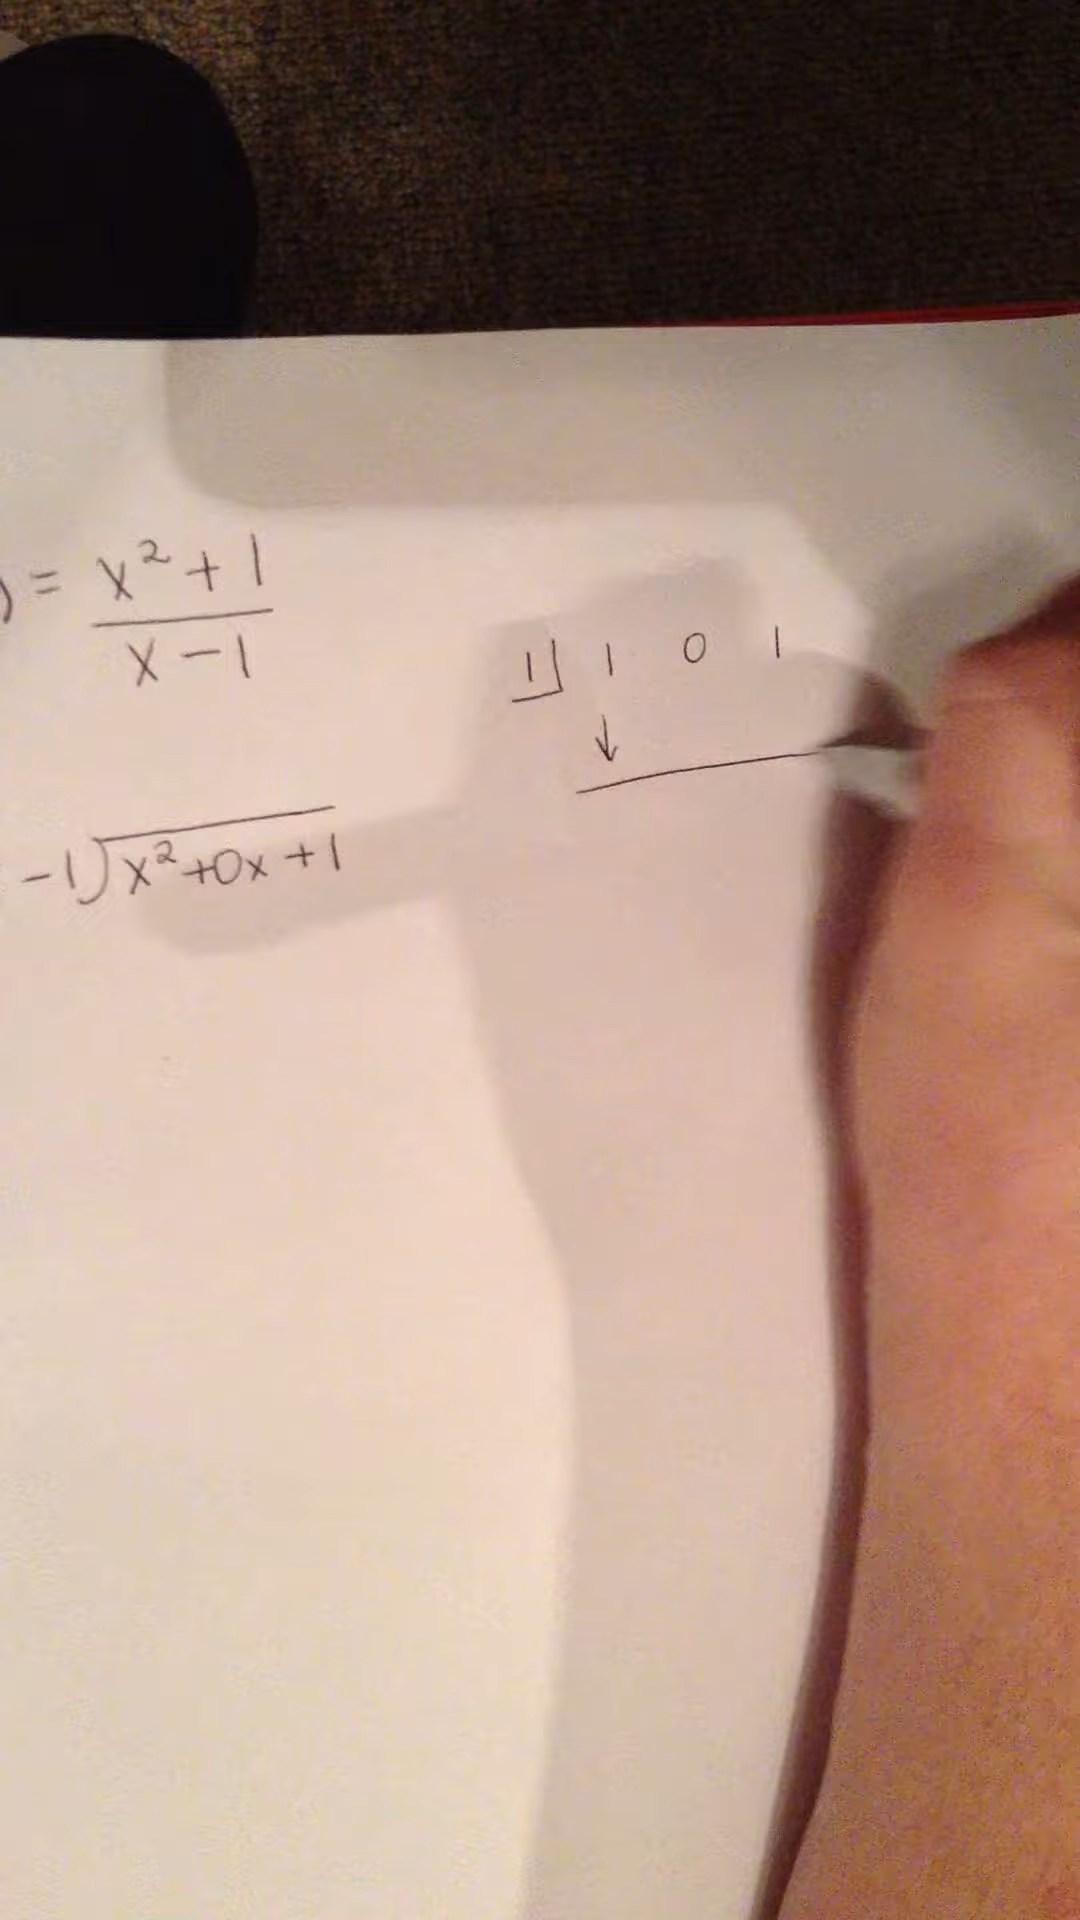 ) = x² + 1
x - 1
1 1 0 1
-1 x² +0x +1